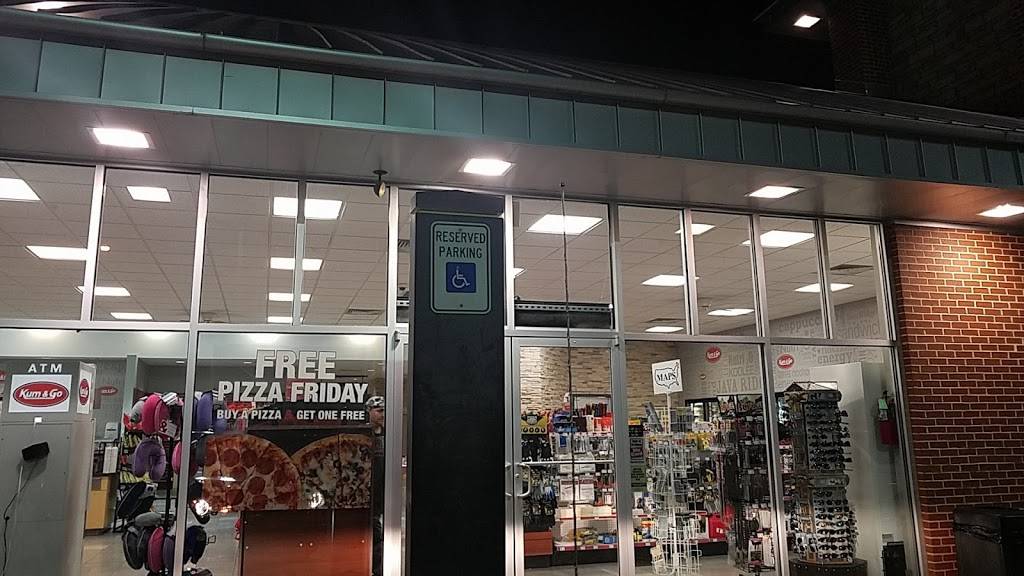 RESERVED
PARKING
FREE
PIZZA FRIDAY
BUY A PIZZA & GET ONE FREE
ATM
Kum & Go
MAPS